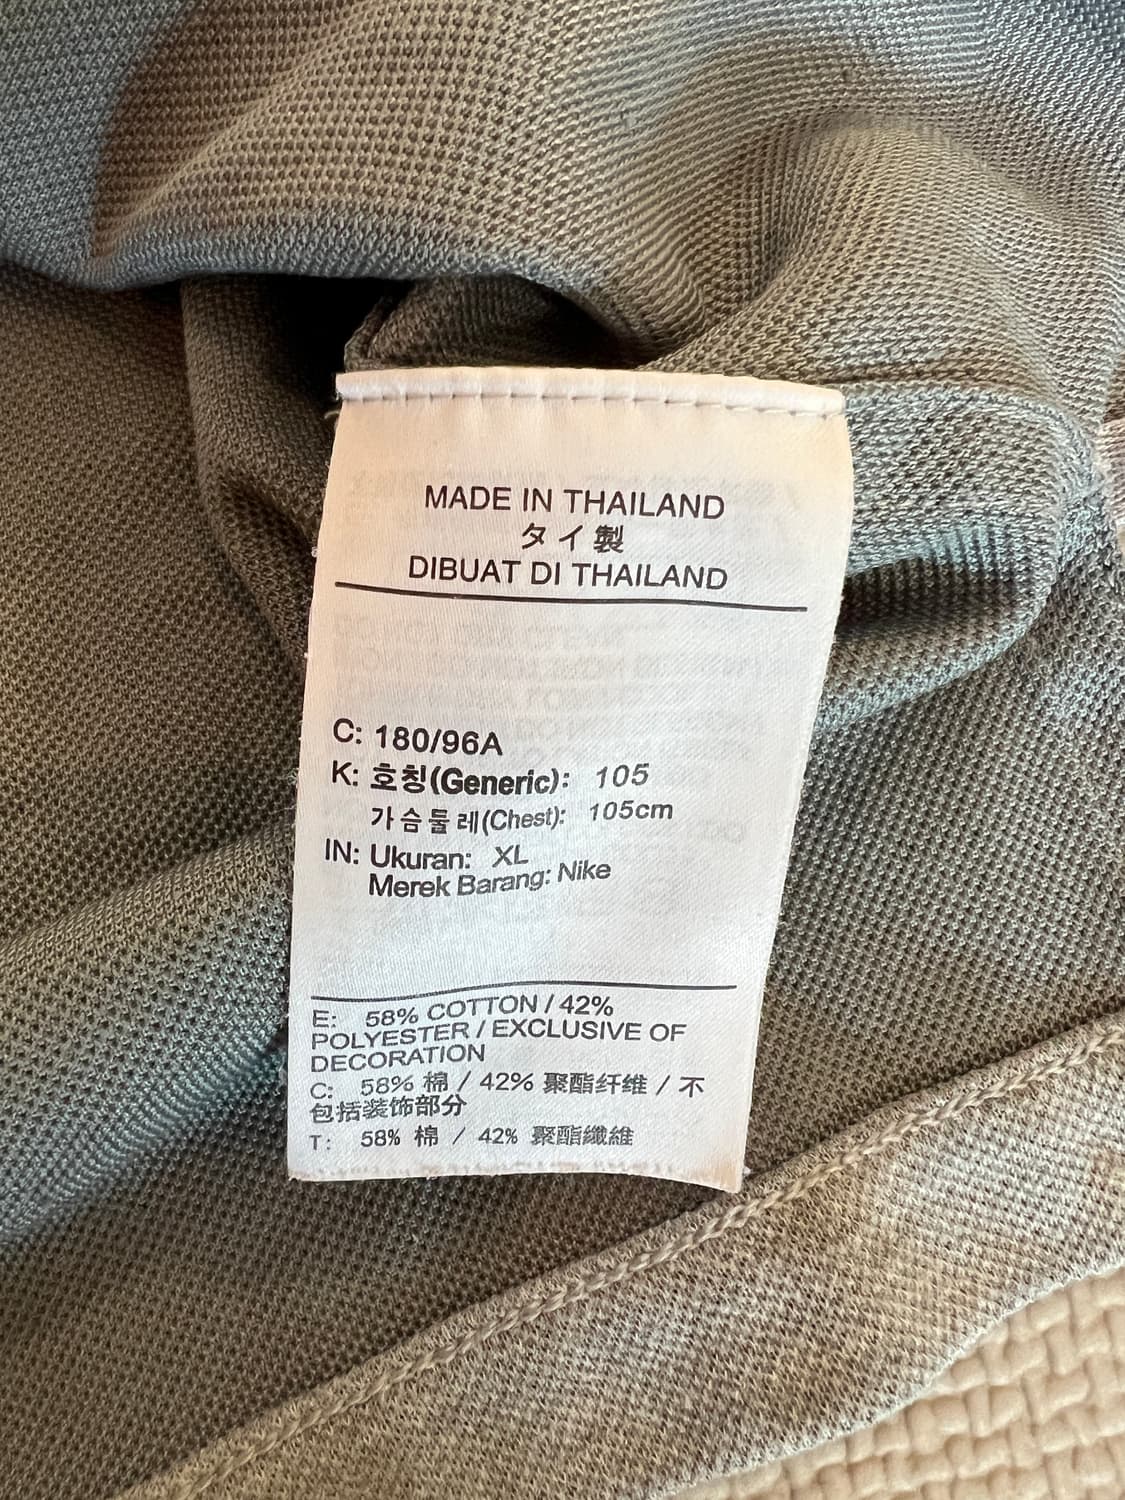 MADE IN THAILAND
タイ製
DIBUAT DI THAILAND
C: 180/96A
K: 호칭(Generic): 105
가슴둘레(Chest): 105cm
IN: Ukuran: XL
Merek Barang: Nike
E: 58% COTTON / 42%
POLYESTER / EXCLUSIVE OF
DECORATION
C: 58% 棉 / 42% 聚酯纤维 / 不
包括装饰部分
T: 58% 棉 / 42% 聚酯纖維